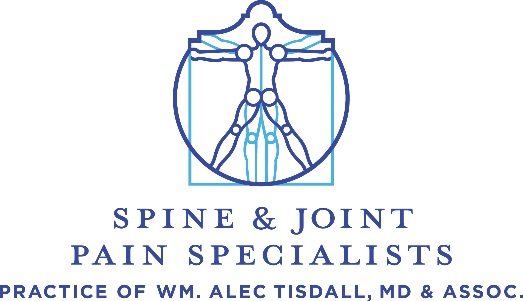 SPINE & JOINT
PAIN SPECIALISTS
PRACTICE OF WM. ALEC TISDALL, MD & ASSOC.